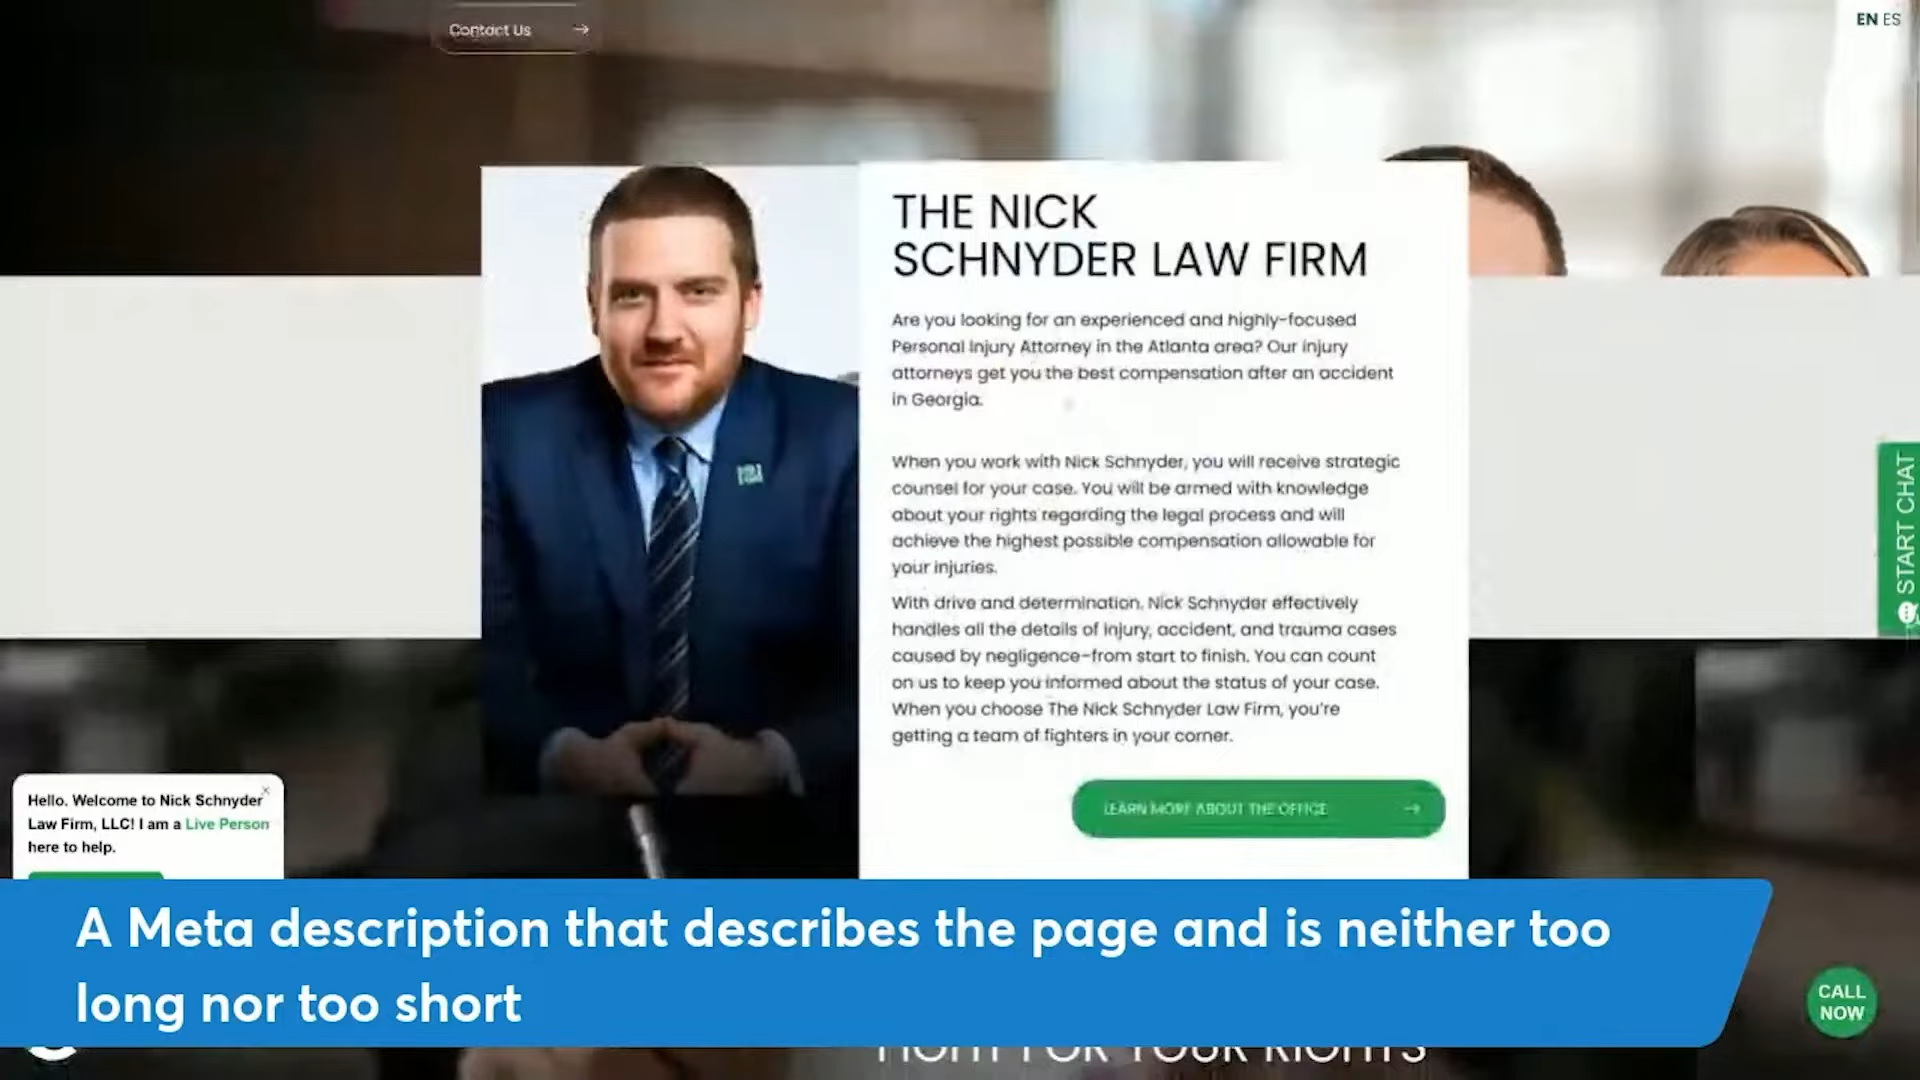 Contact Us
EN ES
THE NICK
SCHNYDER LAW FIRM
Are you looking for an experienced and highly-focused
Personal Injury Attorney in the Atlanta area? Our injury
attorneys get you the best compensation after an accident
in Georgia.
When you work with Nick Schnyder, you will receive strategic
counsel for your case. You will be armed with knowledge
about your rights regarding the legal process and will
achieve the highest possible compensation allowable for
your injuries.
With drive and determination, Nick Schnyder effectively
handles all the details of injury, accident, and trauma cases
caused by negligence–from start to finish. You can count
on us to keep you informed about the status of your case.
When you choose The Nick Schnyder Law Firm, you're
getting a team of fighters in your corner.
LEARN MORE ABOUT THE OFFICE
START CHAT
Hello. Welcome to Nick Schnyder
Law Firm, LLC! I am a Live Person
here to help.
A Meta description that describes the page and is neither too
long nor too short
CALL
NOW
FIGHT FOR YOUR RIGHTS